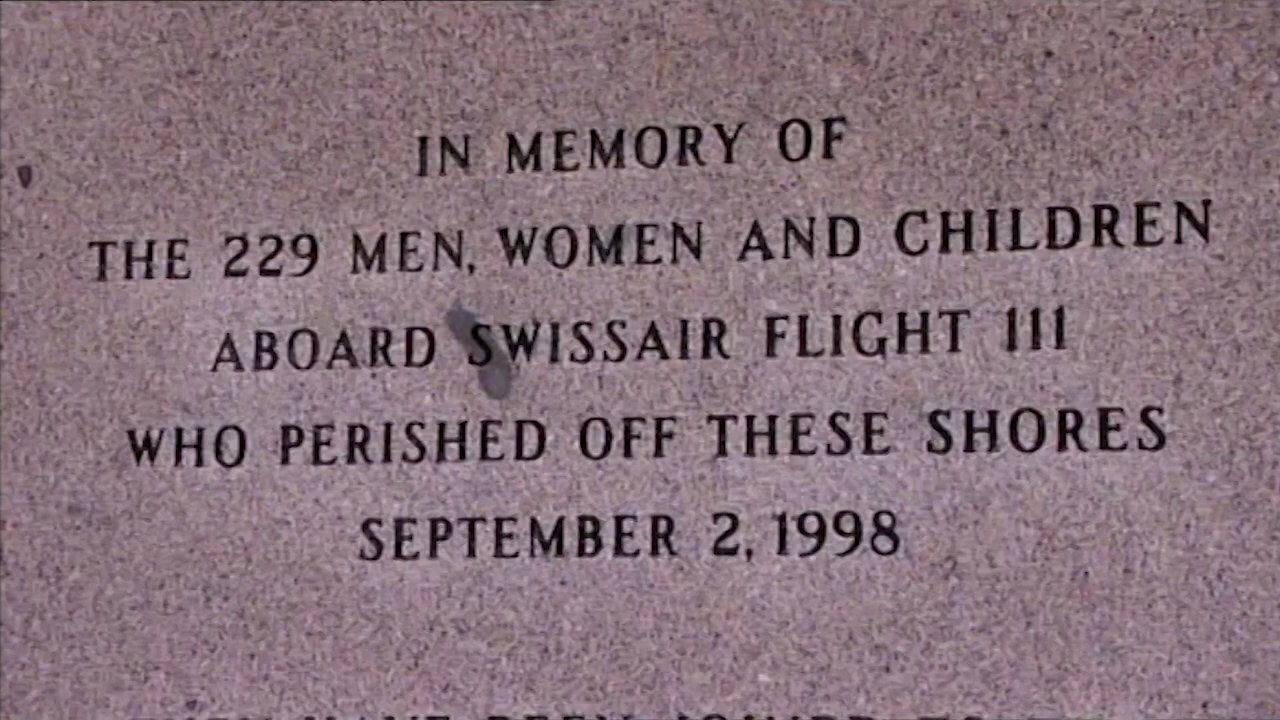 IN MEMORY OF
THE 229 MEN, WOMEN AND CHILDREN
ABOARD SWISSAIR FLIGHT 111
WHO PERISHED OFF THESE SHORES
SEPTEMBER 2, 1998